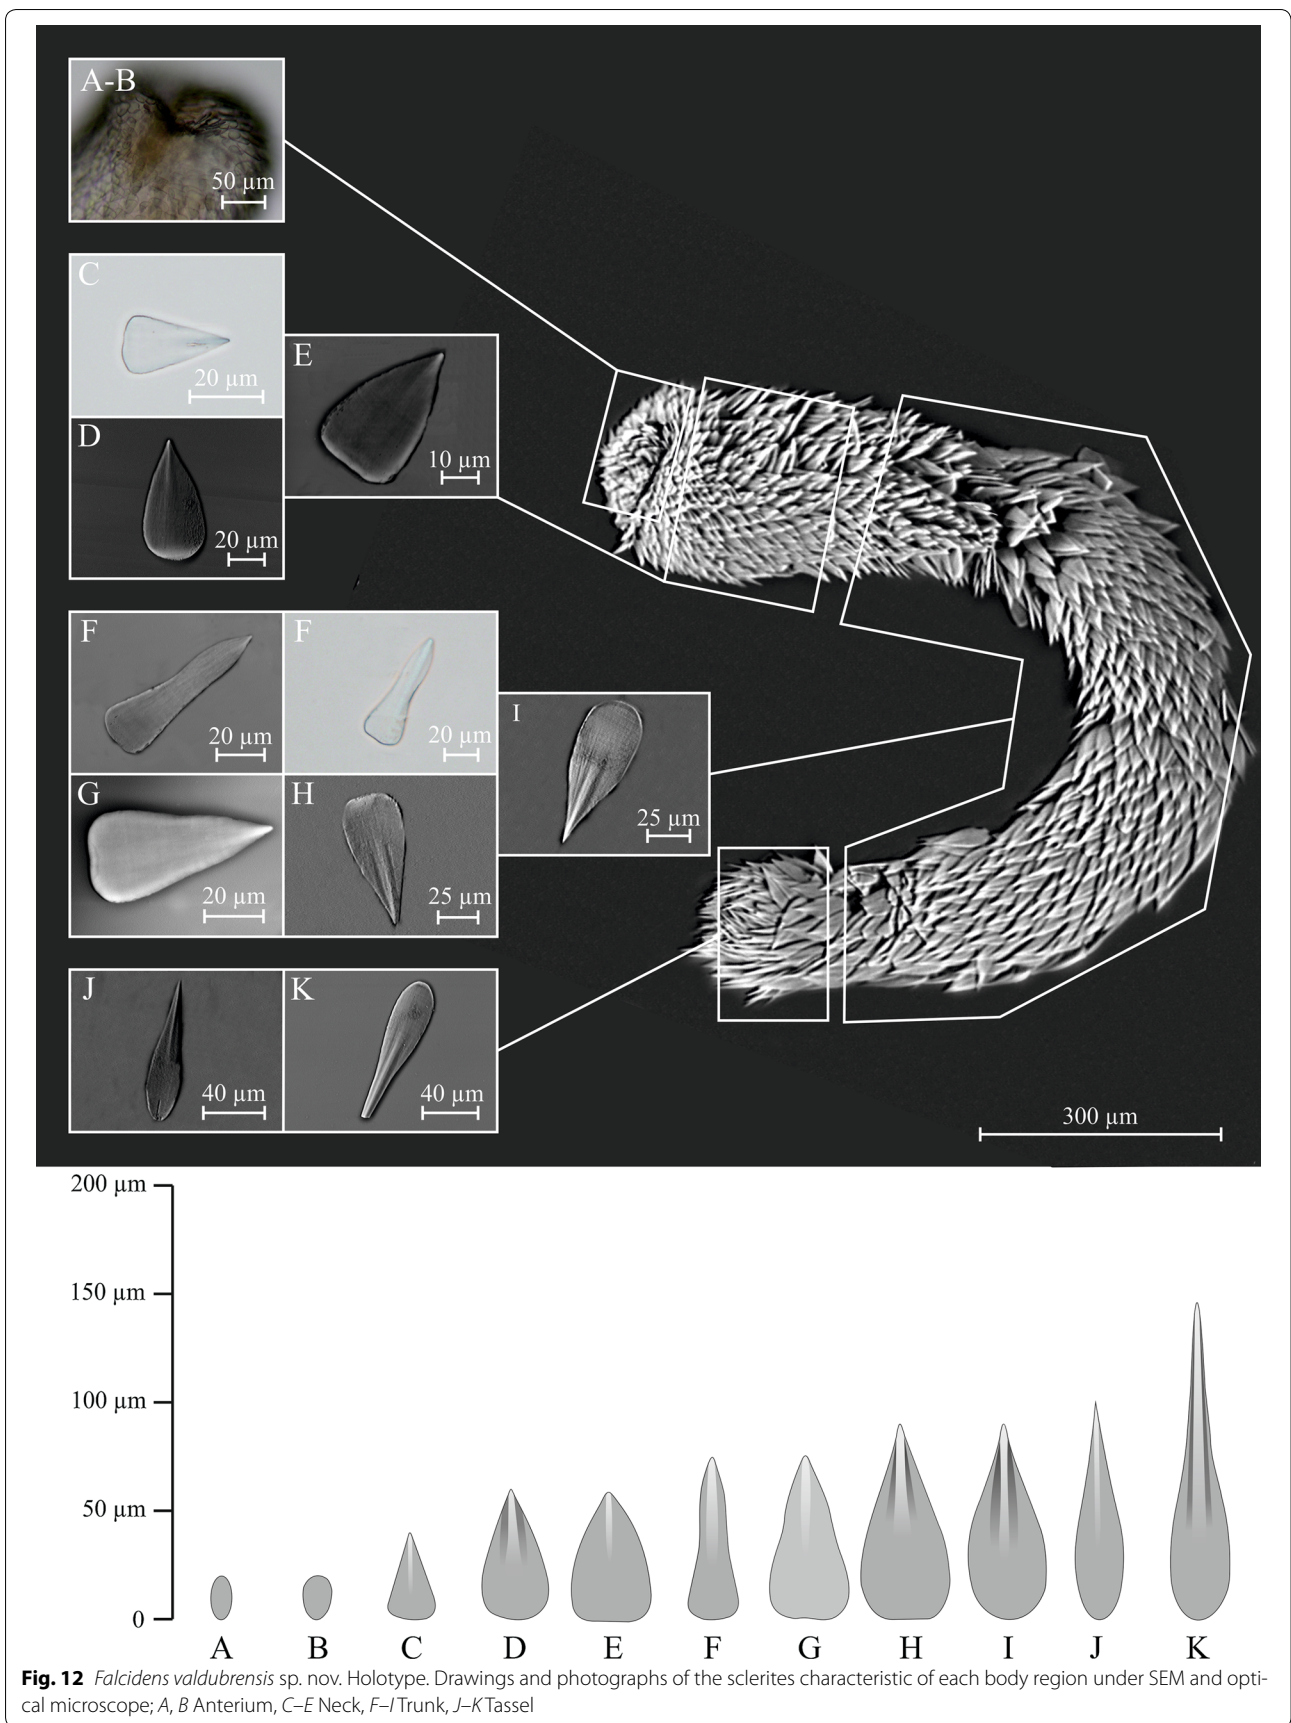 A-B
50 µm
C
20 µm
D
20 µm
E
10 µm
F
20 µm
F
20 µm
G
20 µm
H
25 µm
I
25 µm
J
40 µm
K
40 µm
300 µm
200 µm
150 µm
100 µm
50 µm
0
A B C D E F G H I J K
Fig. 12 Falcidens valdubrensis sp. nov. Holotype. Drawings and photographs of the sclerites characteristic of each body region under SEM and opti-
cal microscope; A, B Anterium, C–E Neck, F–I Trunk, J–K Tassel